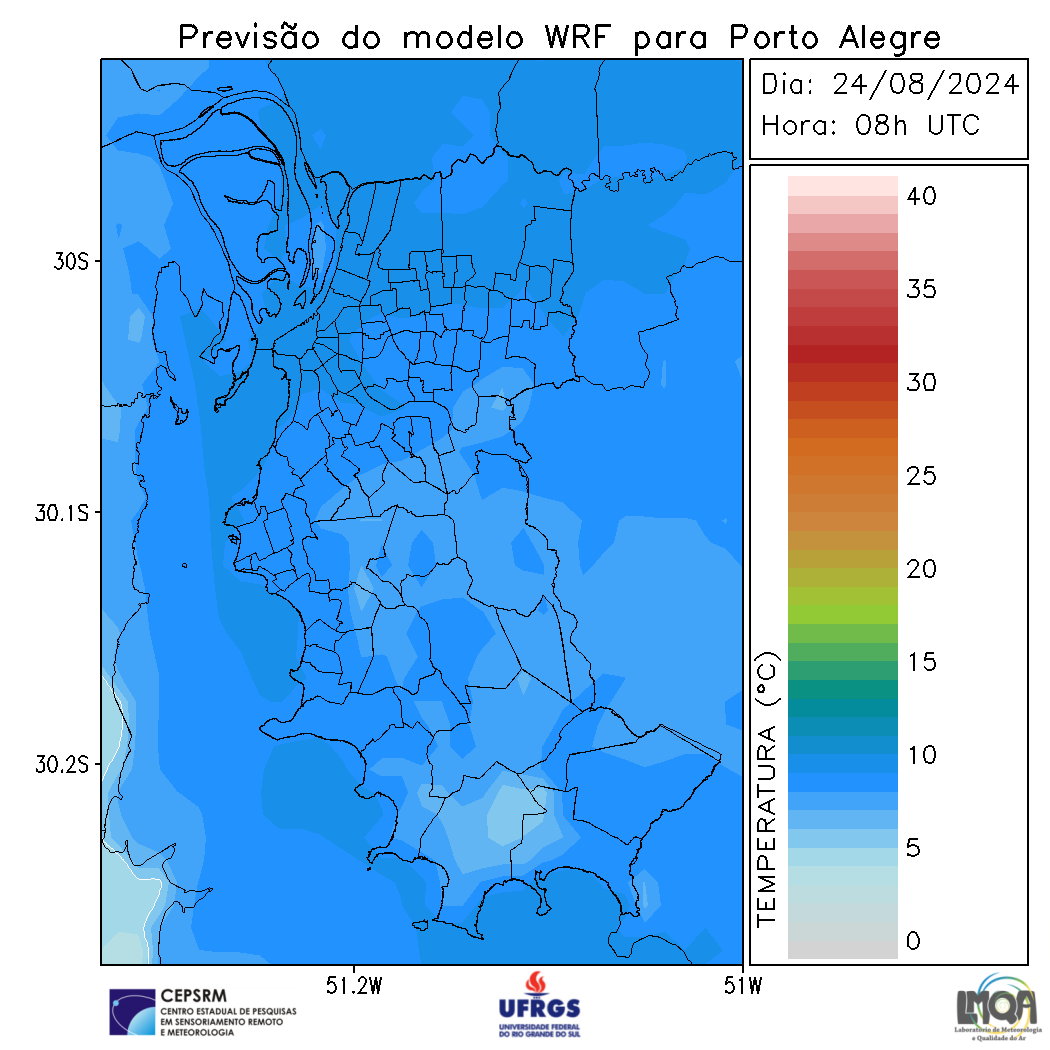 Previsão do modelo WRF para Porto Alegre
Dia: 24/08/2024
Hora: 08h UTC
40
35
30
25
20
15
10
5
0
TEMPERATURA (°C)
30S
30.1S
30.2S
51.2W
51W
CEPSRM
CENTRO ESTADUAL DE PESQUISAS
EM SENSORIAMENTO REMOTO
E METEOROLOGIA
UFRGS
UNIVERSIDADE FEDERAL
DO RIO GRANDE DO SUL
LMQA
Laboratório de Meteorologia
e Qualidade do Ar